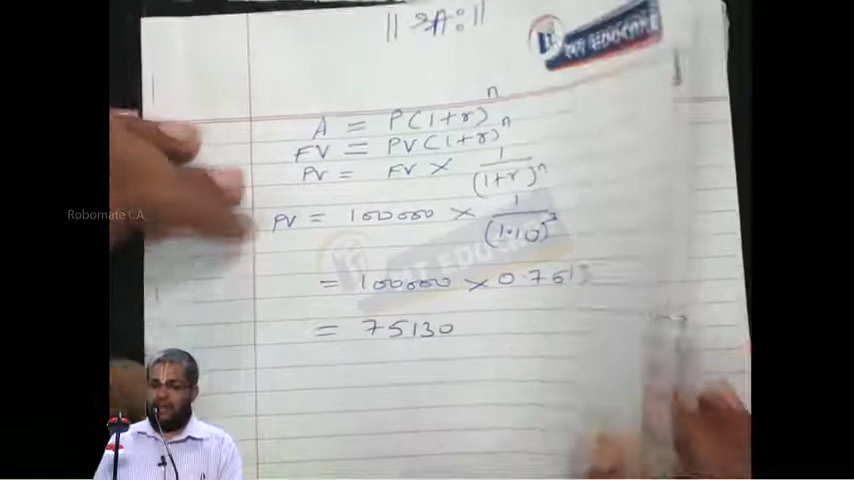 || श्री: ||
A = P(1+r)^n
FV = PV(1+r)^n
PV = FV × 1/(1+r)^n
PV = 100000 × 1/(1.10)^3
= 100000 × 0.7513
= 75130
Robomate CA